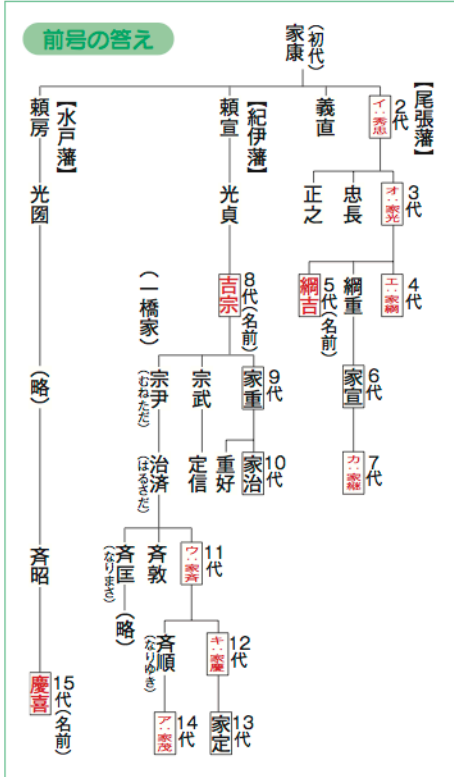 前号の答え
(初代)
家康
【尾張藩】
2代
イ：秀忠
義直
【紀伊藩】
頼宣
【水戸藩】
頼房
3代
オ：家光
忠長
正之
光貞
光圀
4代
エ：家綱
綱重
5代(名前)
綱吉
8代(名前)
吉宗
(一橋家)
6代
家宣
9代
家重
宗武
宗尹
(むねただ)
(略)
7代
カ：家継
10代
家治
重好
定信
治済
(はるさだ)
11代
ウ：家斉
斉敦
斉匡
(なりまさ)
(略)
斉昭
12代
キ：家慶
斉順
(なりゆき)
13代
家定
14代
ア：家茂
15代(名前)
慶喜